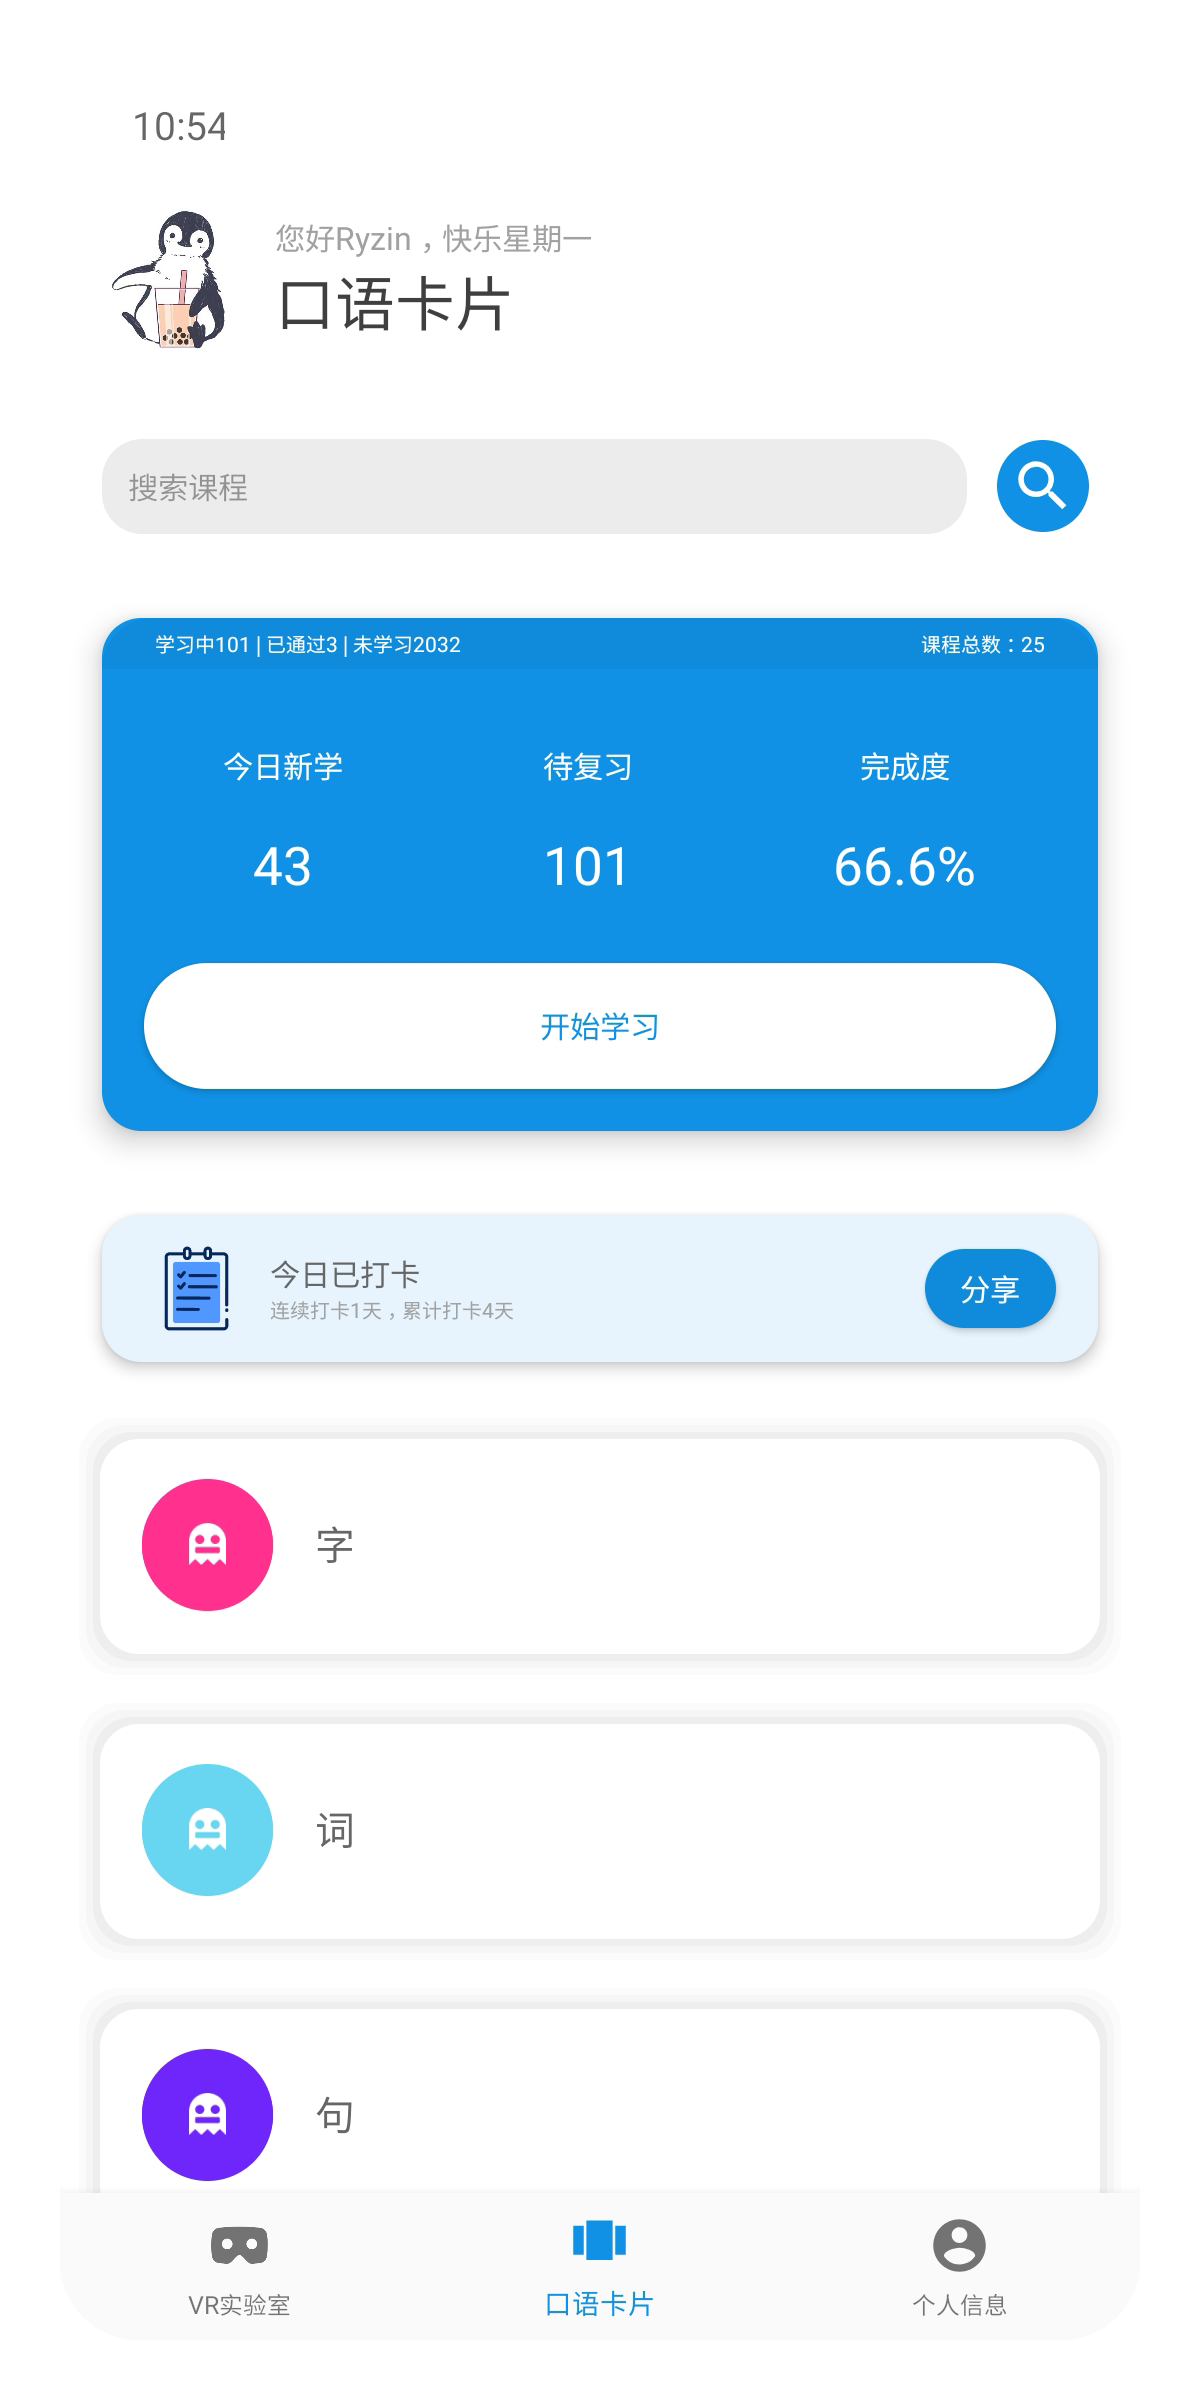 10:54
您好Ryzin，快乐星期一
口语卡片
搜索课程
学习中101 | 已通过3 | 未学习2032
课程总数：25
今日新学
待复习
完成度
43
101
66.6%
开始学习
今日已打卡
连续打卡1天，累计打卡4天
分享
字
词
句
VR实验室
口语卡片
个人信息